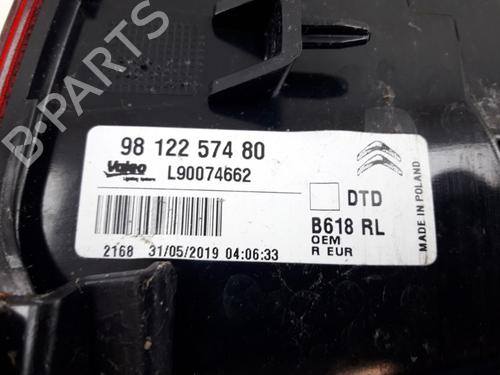 B-PARTS
98 122 574 80
Valeo
L90074662
DTD
B618 RL
OEM
R EUR
MADE IN POLAND
2168 31/05/2019 04:06:33